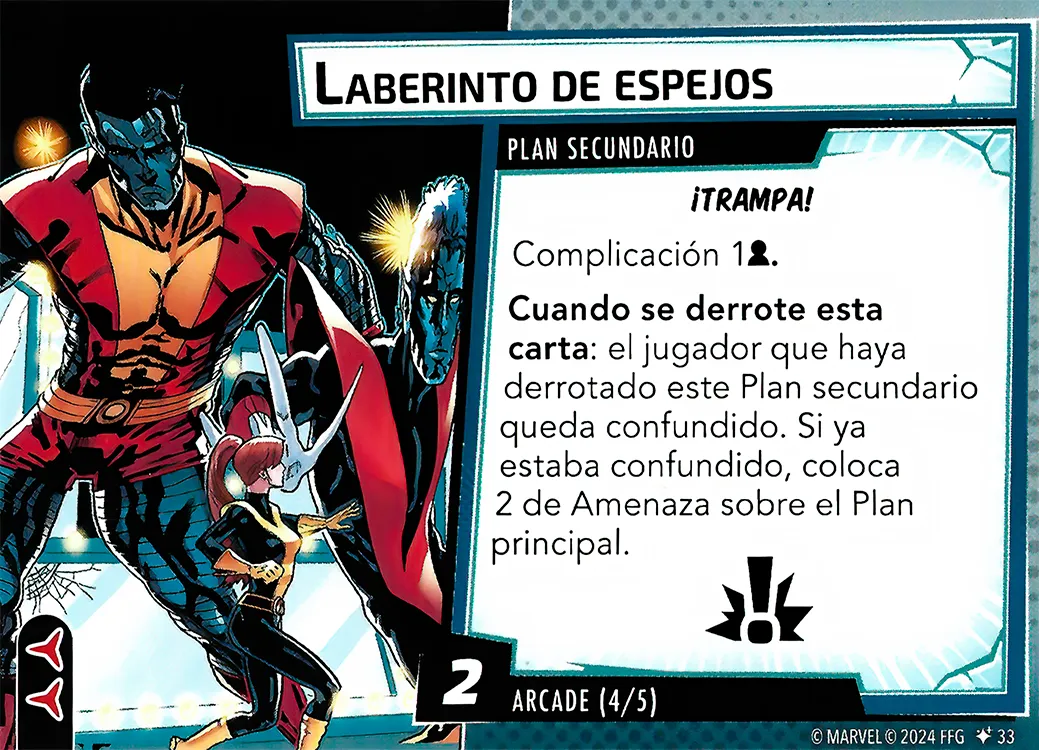 LABERINTO DE ESPEJOS
PLAN SECUNDARIO
¡TRAMPA!
Complicación 1.
Cuando se derrote esta
carta: el jugador que haya
derrotado este Plan secundario
queda confundido. Si ya
estaba confundido, coloca
2 de Amenaza sobre el Plan
principal.
2
ARCADE (4/5)
© MARVEL © 2024 FFG 33